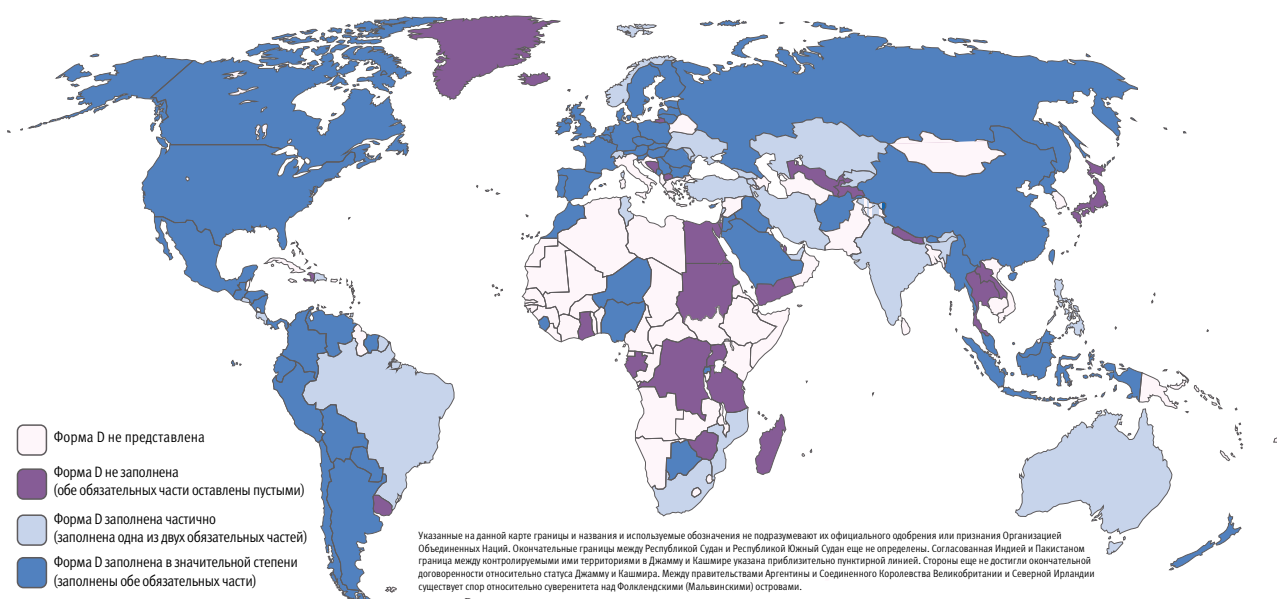 Форма D не представлена
Форма D не заполнена
(обе обязательных части оставлены пустыми)
Форма D заполнена частично
(заполнена одна из двух обязательных частей)
Форма D заполнена в значительной степени
(заполнены обе обязательных части)
Указанные на данной карте границы и названия и используемые обозначения не подразумевают их официального одобрения или признания Организацией
Объединенных Наций. Окончательные границы между Республикой Судан и Республикой Южный Судан еще не определены. Согласованная Индией и Пакистаном
граница между контролируемыми ими территориями в Джамму и Кашмире указана приблизительно пунктирной линией. Стороны еще не достигли окончательной
договоренности относительно статуса Джамму и Кашмира. Между правительствами Аргентины и Соединенного Королевства Великобритании и Северной Ирландии
существует спор относительно суверенитета над Фолклендскими (Мальвинскими) островами.